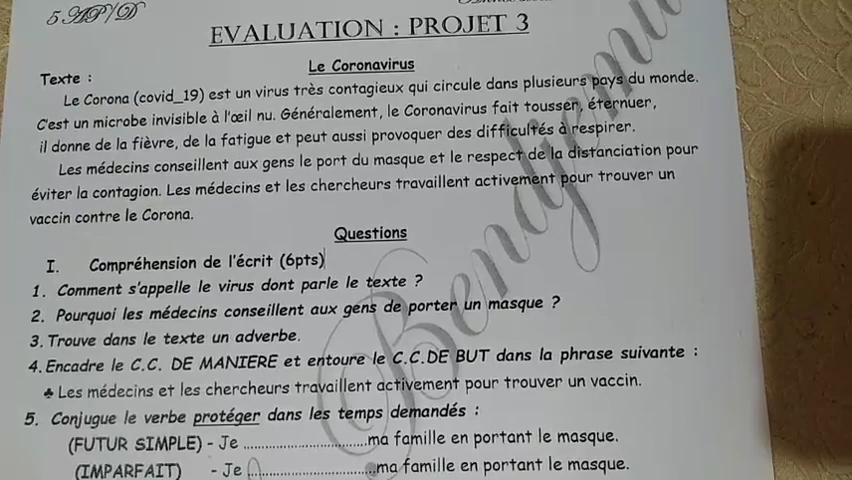 5 AP/D
EVALUATION : PROJET 3
Le Coronavirus
Texte :
Le Corona (covid_19) est un virus très contagieux qui circule dans plusieurs pays du monde.
C'est un microbe invisible à l'œil nu. Généralement, le Coronavirus fait tousser, éternuer,
il donne de la fièvre, de la fatigue et peut aussi provoquer des difficultés à respirer.
Les médecins conseillent aux gens le port du masque et le respect de la distanciation pour
éviter la contagion. Les médecins et les chercheurs travaillent activement pour trouver un
vaccin contre le Corona.
Questions
I. Compréhension de l'écrit (6pts)
1. Comment s'appelle le virus dont parle le texte ?
2. Pourquoi les médecins conseillent aux gens de porter un masque ?
3. Trouve dans le texte un adverbe.
4. Encadre le C.C. DE MANIERE et entoure le C.C.DE BUT dans la phrase suivante :
♣ Les médecins et les chercheurs travaillent activement pour trouver un vaccin.
5. Conjugue le verbe protéger dans les temps demandés :
(FUTUR SIMPLE) - Je ..............................ma famille en portant le masque.
(IMPARFAIT) - Je ...............................ma famille en portant le masque.